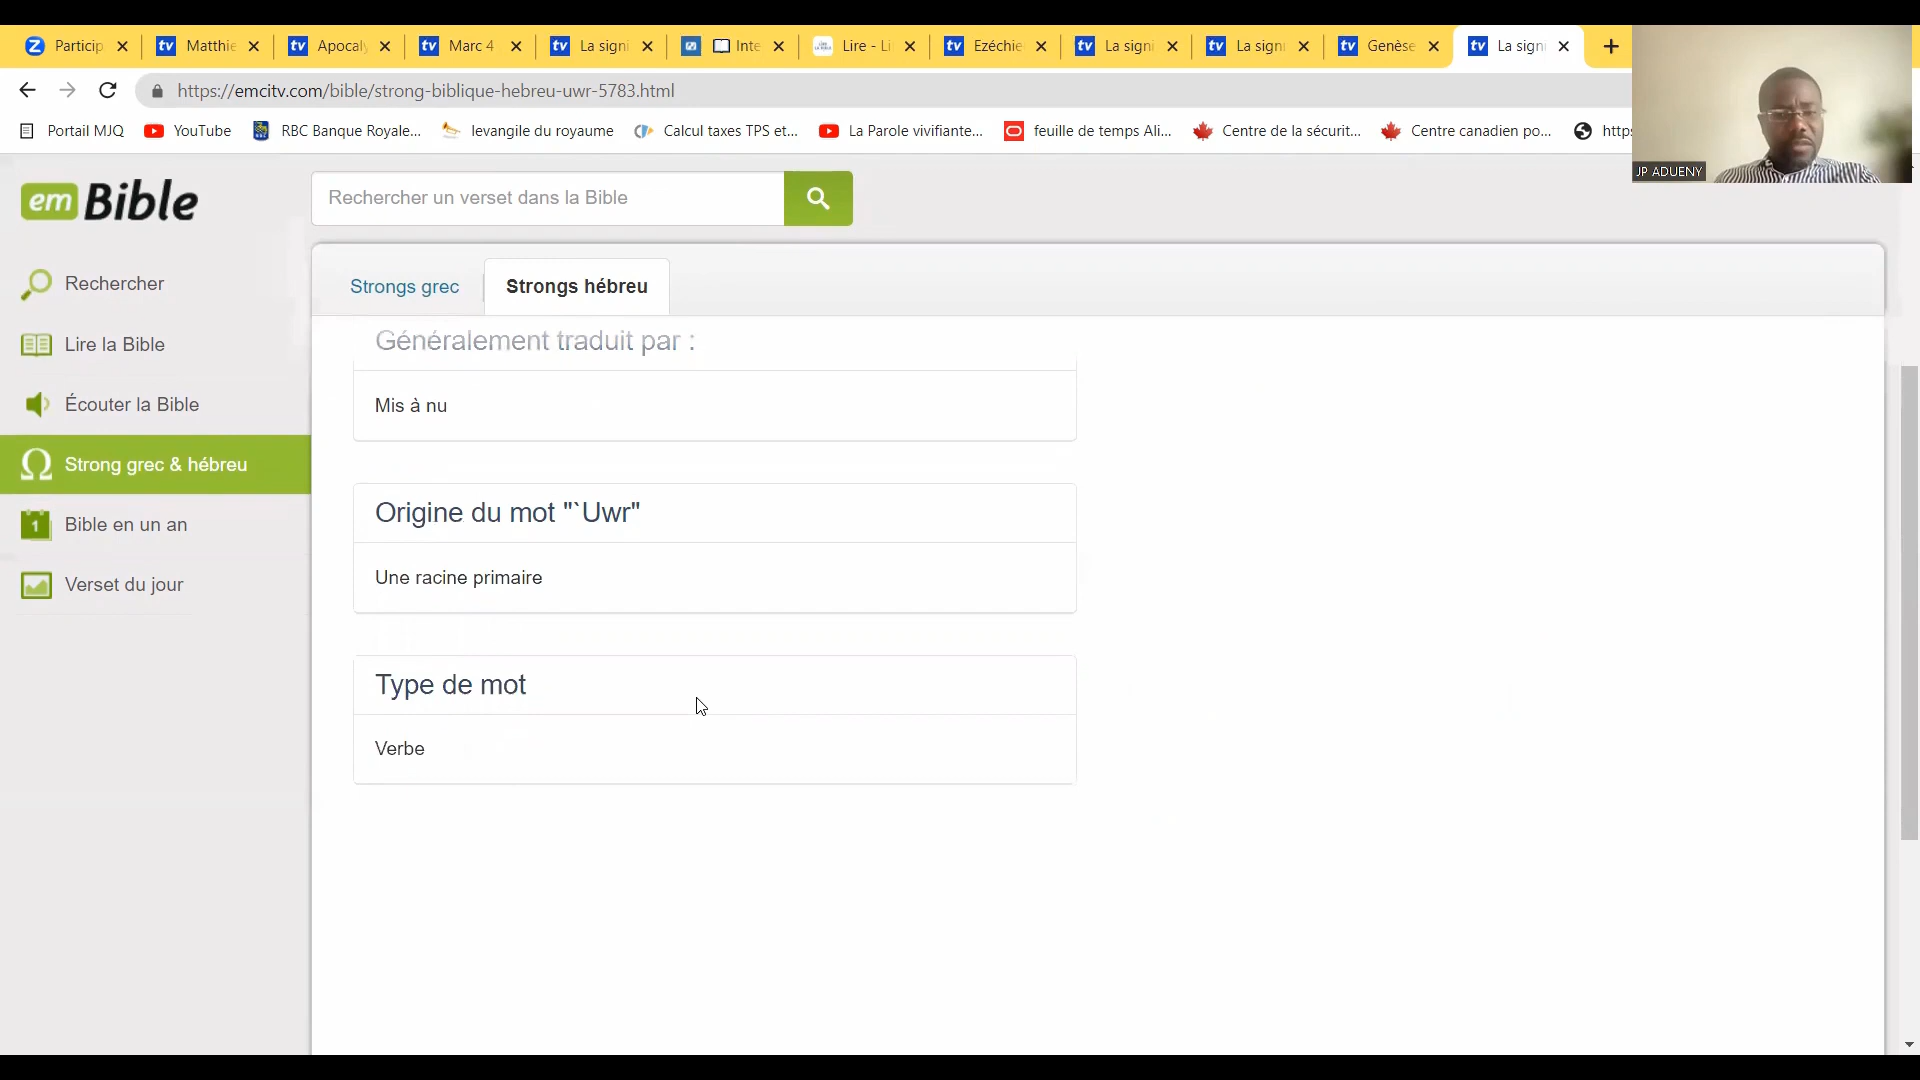 Particip
Matthie
Apocaly
Marc 4
La signi
Inte
Lire - Li
Ezéchie
La signi
La signi
Genèse
La signi
https://emcitv.com/bible/strong-biblique-hebreu-uwr-5783.html
Portail MJQ
YouTube
RBC Banque Royale...
levangile du royaume
Calcul taxes TPS et...
La Parole vivifiante...
feuille de temps Ali...
Centre de la sécurit...
Centre canadien po...
https
JP ADUENY
em Bible
Rechercher un verset dans la Bible
Rechercher
Lire la Bible
Écouter la Bible
Strong grec & hébreu
1
Bible en un an
Verset du jour
Strongs grec
Strongs hébreu
Généralement traduit par :
Mis à nu
Origine du mot "`Uwr"
Une racine primaire
Type de mot
Verbe